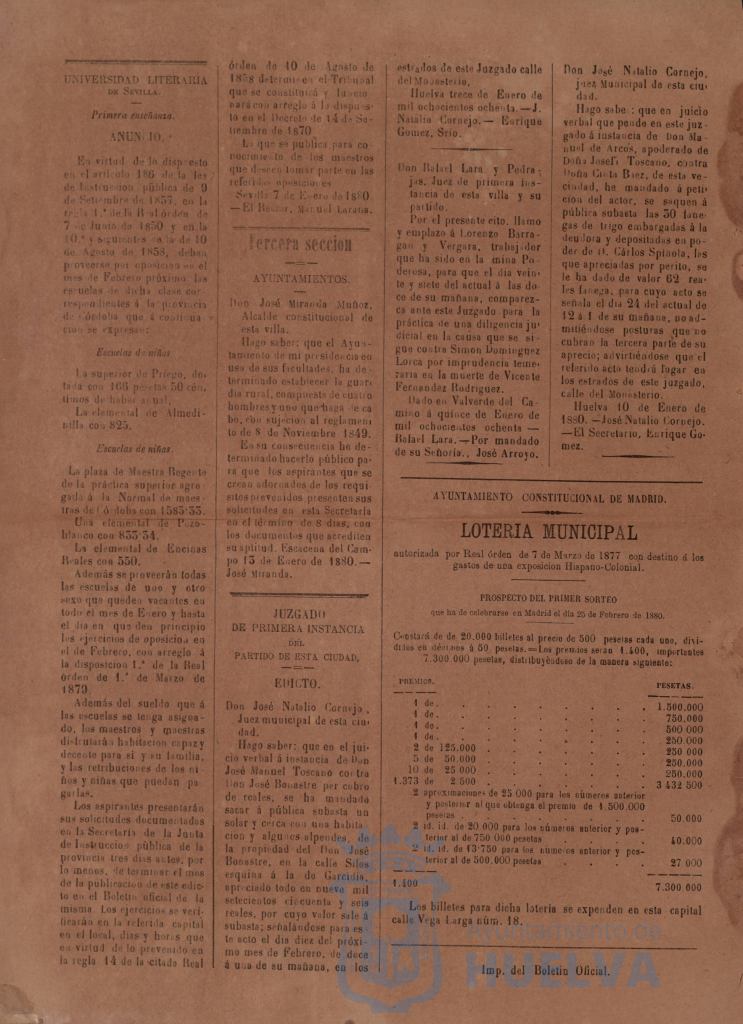 UNIVERSIDAD LITERARIA
DE SEVILLA.
Primera enseñanza.
ANUNCIO.
En virtud de lo dispuesto
en el artículo 186 de la ley
de Instruccion pública de 9
de Setiembre de 1857, en la
regla 1.ª de la Real órden de
7 de Junio de 1850 y en la
10.ª y siguientes de la de 10
de Agosto de 1858, deben
proveerse por oposicion en el
mes de Febrero próximo las
escuelas de dicha clase cor-
respondientes á la provincia
de Córdoba que á continua-
cion se expresan:
Escuelas de niños
La superior de Priego, do-
tada con 166 pesetas 50 cén-
timos de haber anual.
La elemental de Almedi-
nilla con 825.
Escuelas de niñas.
La plaza de Maestra Regente
de la práctica superior agre-
gada á la Normal de maes-
tras de Córdoba con 1583'33.
Una elemental de Pozo-
blanco con 833'34.
La elemental de Encinas
Reales con 550.
Además se proveerán todas
las escuelas de uno y otro
sexo que queden vacantes en
todo el mes de Enero y hasta
el dia en que den principio
los ejercicios de oposicion en
el de Febrero, con arreglo á
la disposicion 1.ª de la Real
órden de 1.º de Marzo de
1879.
Además del sueldo que á
las escuelas se tenga asigna-
do, los maestros y maestras
disfrutará habitacion capaz y
decente para sí y su familia,
y las retribuciones de los ni-
ños y niñas que puedan pa-
garlas.
Los aspirantes presentarán
sus solicitudes documentadas
en la Secretaría de la Junta
de Instruccion pública de la
provincia tres dias antes, por
lo menos, de terminar el mes
de la publicacion de este edic-
to en el Boletin oficial de la
misma. Los ejercicios se veri-
ficarán en la referida capital
en el local, dias y horas que
en virtud de lo prevenido en
la regla 14 de la citada Real
órden de 10 de Agosto de
1858 determine el Tribunal
que se constituirá y funcio-
nará con arreglo á lo dispues-
to en el Decreto de 14 de Se-
tiembre de 1870
Lo que se publica para co-
nocimiento de los maestros
que deseen tomar parte en las
referidas oposiciones
Sevilla 7 de Enero de 1880.
—El Rector, Manuel Laraña.
Tercera seccion
AYUNTAMIENTOS.
Don José Miranda Muñoz,
Alcalde constitucional de
esta villa.
Hago saber: que el Ayun-
tamiento de mi presidencia en
uso de sus facultades, ha de-
terminado establecer la guar-
dia rural, compuesta de cuatro
hombres y uno que haga de ca-
bo, con sujecion al reglamen-
to de 8 de Noviembre 1849.
En su consecuencia he de-
terminado hacerlo público pa-
ra que los aspirantes que se
crean adornados de los requi-
sitos prevenidos presenten sus
solicitudes en esta Secretaría
en el término de 8 dias, con
los documentos que acrediten
su aptitud. Escacena del Cam-
po 13 de Enero de 1880.—
José Miranda.
JUZGADO
DE PRIMERA INSTANCIA
DEL
PARTIDO DE ESTA CIUDAD.
EDICTO.
Don José Natalio Cornejo,
Juez municipal de esta ciu-
dad.
Hago saber: que en el jui-
cio verbal á instancia de Don
José Manuel Toscano contra
Don José Bonastre por cobro
de reales, se ha mandado
sacar á pública subasta un
solar y cerca con una habita-
cion y algunos alpendes, de
la propiedad del Don José
Bonastre, en la calle Silos
esquina á la de Garcidia,
apreciado todo en nueve mil
setecientos cincuenta y seis
reales, por cuyo valor sale á
subasta; señalándose para es-
te acto el dia diez del próxi-
mo mes de Febrero, de doce
á una de su mañana, en los
estrados de este Juzgado calle
del Monasterio.
Huelva trece de Enero de
mil ochocientos ochenta.—J.
Natalio Cornejo.— Enrique
Gomez, Srio.
Don Rafael Lara y Pedra-
jas, Juez de primera ins-
tancia de esta villa y su
partido.
Por el presente cito, llamo
y emplazo á Lorenzo Barra-
gan y Vergara, trabajador
que ha sido en la mina Po-
derosa, para que el dia vein-
te y siete del actual á las do-
ce de su mañana, comparez-
ca ante este Juzgado para la
práctica de una diligencia ju-
dicial en la causa que se si-
gue contra Simon Dominguez
Lorca por imprudencia teme-
raria en la muerte de Vicente
Fernandez Rodriguez.
Dado en Valverde del Ca-
mino á quince de Enero de
mil ochocientos ochenta —
Rafael Lara.—Por mandado
de su Señoría, José Arroyo.
Don José Natalio Cornejo,
juez Municipal de esta ciu-
dad.
Hago saber: que en juicio
verbal que pende en este juz-
gado á instancia de Don Ma-
nuel de Arcos, apoderado de
Doña Josefa Toscano, contra
Doña Cinta Baez, de esta ve-
cindad, he mandado á peti-
cion del actor, se saquen á
pública subasta las 50 fane-
gas de trigo embargadas á la
deudora y depositadas en po-
der de D. Cárlos Spinola, las
que apreciadas por perito, se
le ha dado de valor 62 rea-
les fanega, para cuyo acto se
señala el dia 24 del actual de
12 á 1 de su mañana, no ad-
mitiéndose posturas que no
cubran la tercera parte de su
aprecio; advirtiéndose que el
referido acto tendrá lugar en
los estrados de este juzgado,
calle del Monasterio.
Huelva 10 de Enero de
1880.—José Natalio Cornejo.
—El Secretario, Enrique Go-
mez.
AYUNTAMIENTO CONSTITUCIONAL DE MADRID.
LOTERIA MUNICIPAL
autorizada por Real órden de 7 de Marzo de 1877 con destino á los
gastos de una exposicion Hispano-Colonial.
PROSPECTO DEL PRIMER SORTEO
que ha de celebrarse en Madrid el dia 25 de Febrero de 1880.
Constará de de 20.000 billetes al precio de 500 pesetas cada uno, divi-
didos en décimos á 50 pesetas.=Los premios serán 1.400, importantes
7.300.000 pesetas, distribuyéndose de la manera siguiente:
PREMIOS. PESETAS.
1 de. . . . . . . . 1.500.000
1 de. . . . . . . . 750.000
1 de. . . . . . . . 500 000
1 de. . . . . . . . 250.000
2 de 125.000 . . . . . . 250 000
5 de 50.000 . . . . . . 250.000
10 de 25 000 . . . . . . 250.000
1.373 de 2 500 . . . . . . 3 432 500
2 aproximaciones de 25 000 para los números anterior
y posterior al que obtenga el premio de 1.500.000
pesetas . . . . . . . 50.000
2 id. id. de 20.000 para los números anterior y pos-
terior al de 750 000 pesetas . . . . 40.000
2 id. id. de 13'750 para los números anterior y pos-
terior al de 500.000 pesetas . . . . 27 000
1.400 7.300.000
Los billetes para dicha lotería se expenden en esta capital
calle Vega Larga núm. 18.
Imp. del Boletin Oficial.
Ayuntamiento de
HUELVA